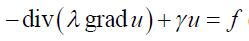 −div(λ grad u) + γu = f